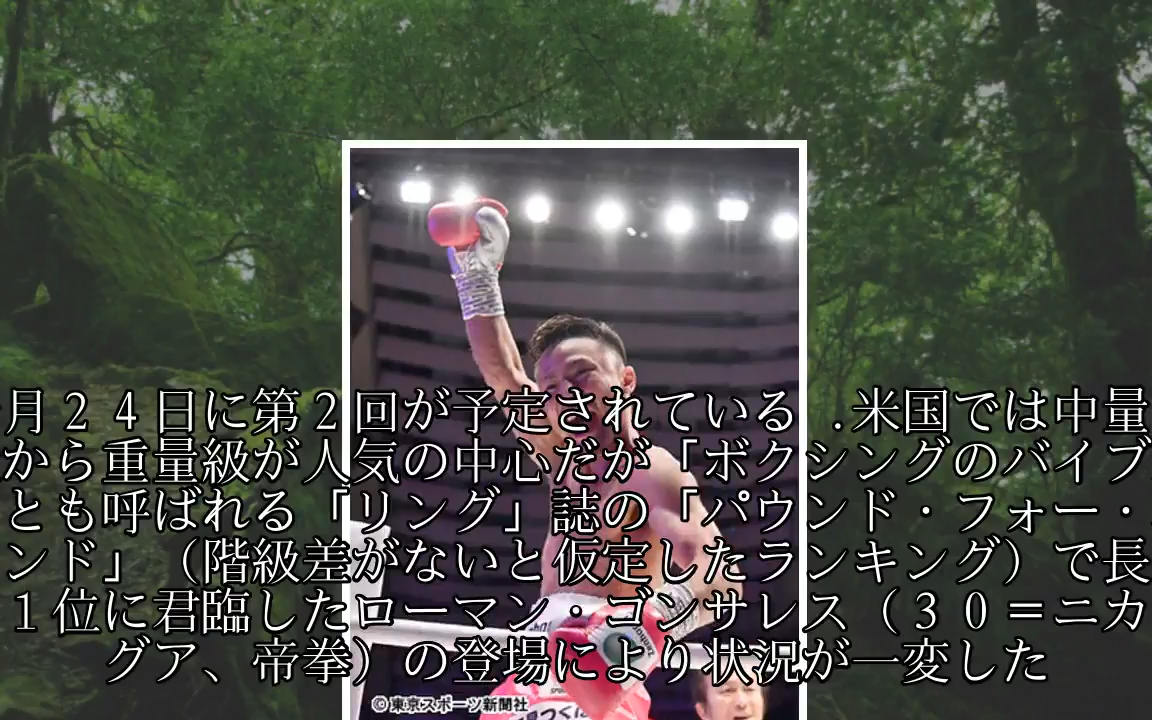 月２４日に第２回が予定されている．.米国では中量
から重量級が人気の中心だが「ボクシングのバイブ
とも呼ばれる「リング」誌の「パウンド・フォー・
ンド」（階級差がないと仮定したランキング）で長
１位に君臨したローマン・ゴンサレス（３０＝ニカ
グア、帝拳）の登場により状況が一変した
©東京スポーツ新聞社